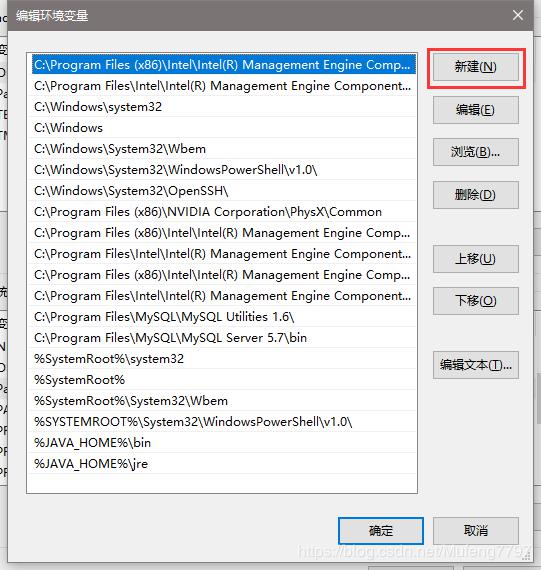 编辑环境变量
C:\Program Files (x86)\Intel\Intel(R) Management Engine Comp...
C:\Program Files\Intel\Intel(R) Management Engine Component...
C:\Windows\system32
C:\Windows
C:\Windows\System32\Wbem
C:\Windows\System32\WindowsPowerShell\v1.0\
C:\Windows\System32\OpenSSH\
C:\Program Files (x86)\NVIDIA Corporation\PhysX\Common
C:\Program Files (x86)\Intel\Intel(R) Management Engine Comp...
C:\Program Files\Intel\Intel(R) Management Engine Component...
C:\Program Files (x86)\Intel\Intel(R) Management Engine Comp...
C:\Program Files\Intel\Intel(R) Management Engine Component...
C:\Program Files\MySQL\MySQL Utilities 1.6\
C:\Program Files\MySQL\MySQL Server 5.7\bin
%SystemRoot%\system32
%SystemRoot%
%SystemRoot%\System32\Wbem
%SYSTEMROOT%\System32\WindowsPowerShell\v1.0\
%JAVA_HOME%\bin
%JAVA_HOME%\jre
新建(N)
编辑(E)
浏览(B)...
删除(D)
上移(U)
下移(O)
编辑文本(T)...
确定
取消
https://blog.csdn.net/Mufeng7797